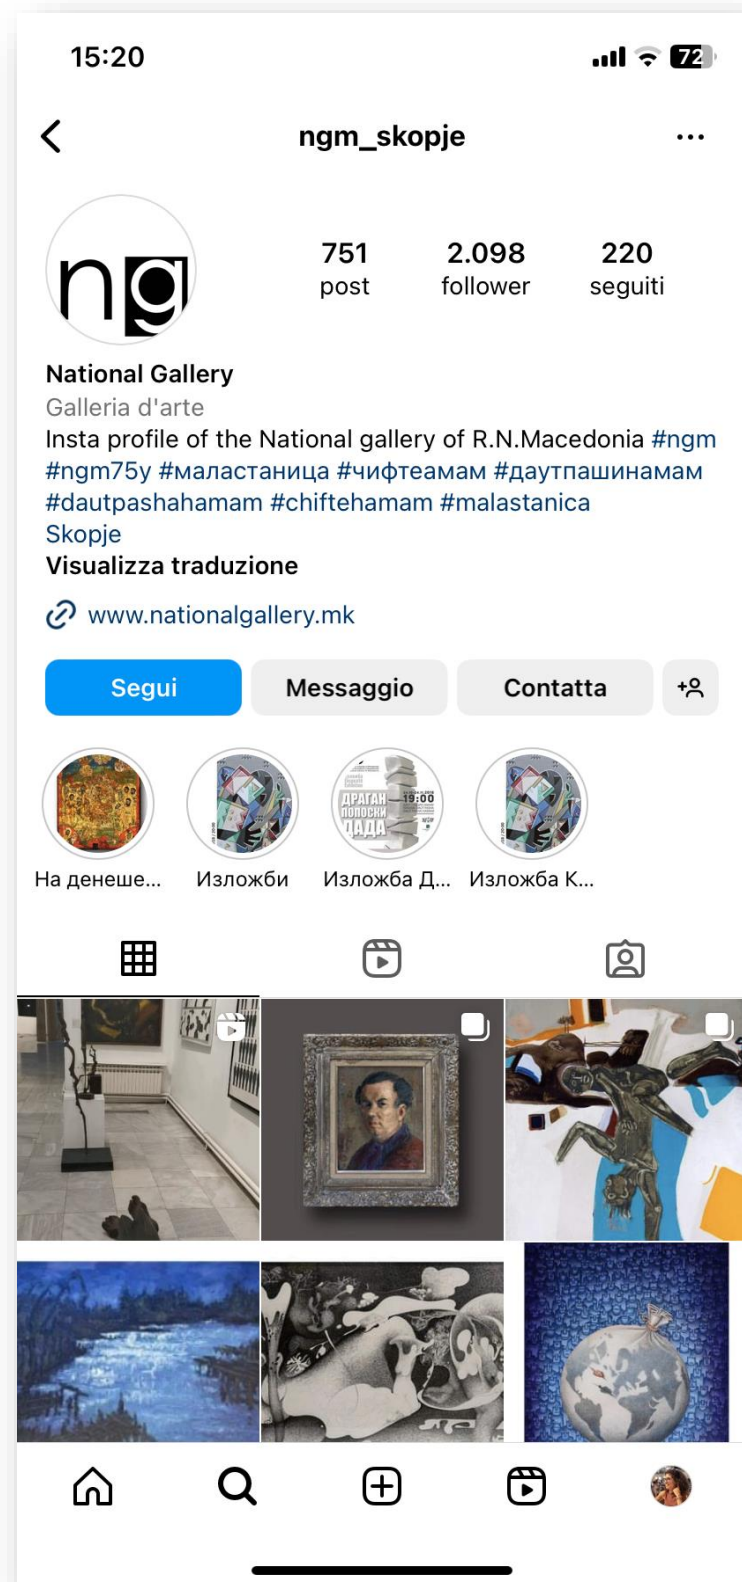 15:20
72
ngm_skopje
ng
751 2.098 220
post follower seguiti
National Gallery
Galleria d'arte
Insta profile of the National gallery of R.N.Macedonia #ngm
#ngm75y #маластаница #чифтеамам #даутпашинамам
#dautpashahamam #chiftehamam #malastanica
Skopje
Visualizza traduzione
www.nationalgallery.mk
Segui Messaggio Contatta
ДРАГАН
ПОПОСКИ
ДАДА
19:00
На денеше... Изложби Изложба Д... Изложба К...